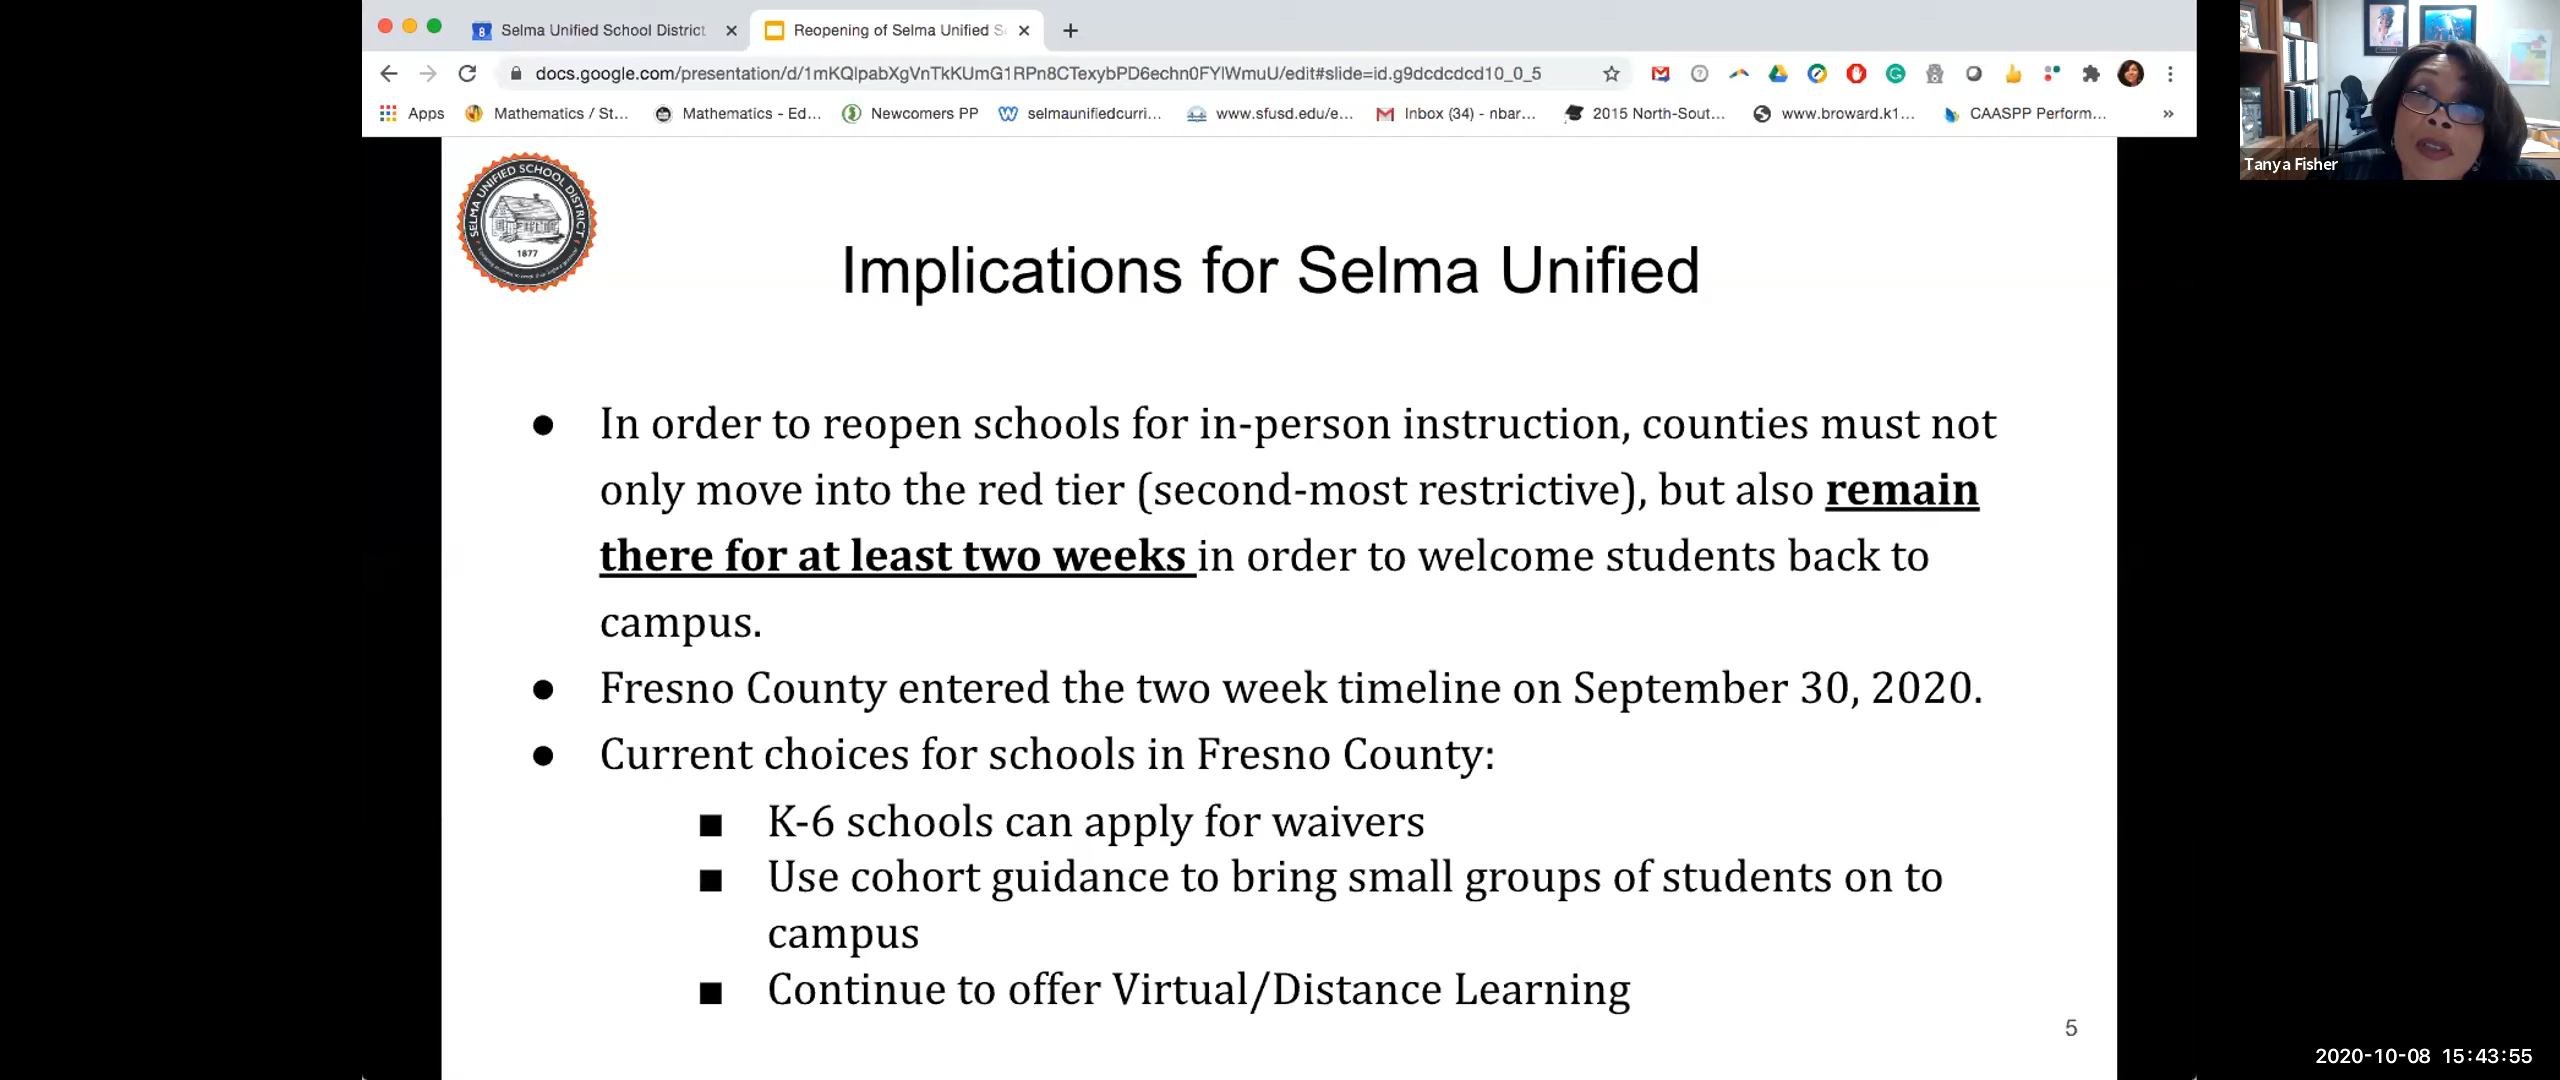 Selma Unified School District
Reopening of Selma Unified S
docs.google.com/presentation/d/1mKQlpabXgVnTkKUmG1RPn8CTexybPD6echn0FYlWmuU/edit#slide=id.g9dcdcdcd10_0_5
Apps
Mathematics / St...
Mathematics - Ed...
Newcomers PP
selmaunifiedcurri...
www.sfusd.edu/e...
Inbox (34) - nbar...
2015 North-Sout...
www.broward.k1...
CAASPP Perform...
»
Tanya Fisher
SELMA UNIFIED SCHOOL DISTRICT
1877
Implications for Selma Unified
● In order to reopen schools for in-person instruction, counties must not
only move into the red tier (second-most restrictive), but also remain
there for at least two weeks in order to welcome students back to
campus.
● Fresno County entered the two week timeline on September 30, 2020.
● Current choices for schools in Fresno County:
■ K-6 schools can apply for waivers
■ Use cohort guidance to bring small groups of students on to
campus
■ Continue to offer Virtual/Distance Learning
5
2020-10-08 15:43:55